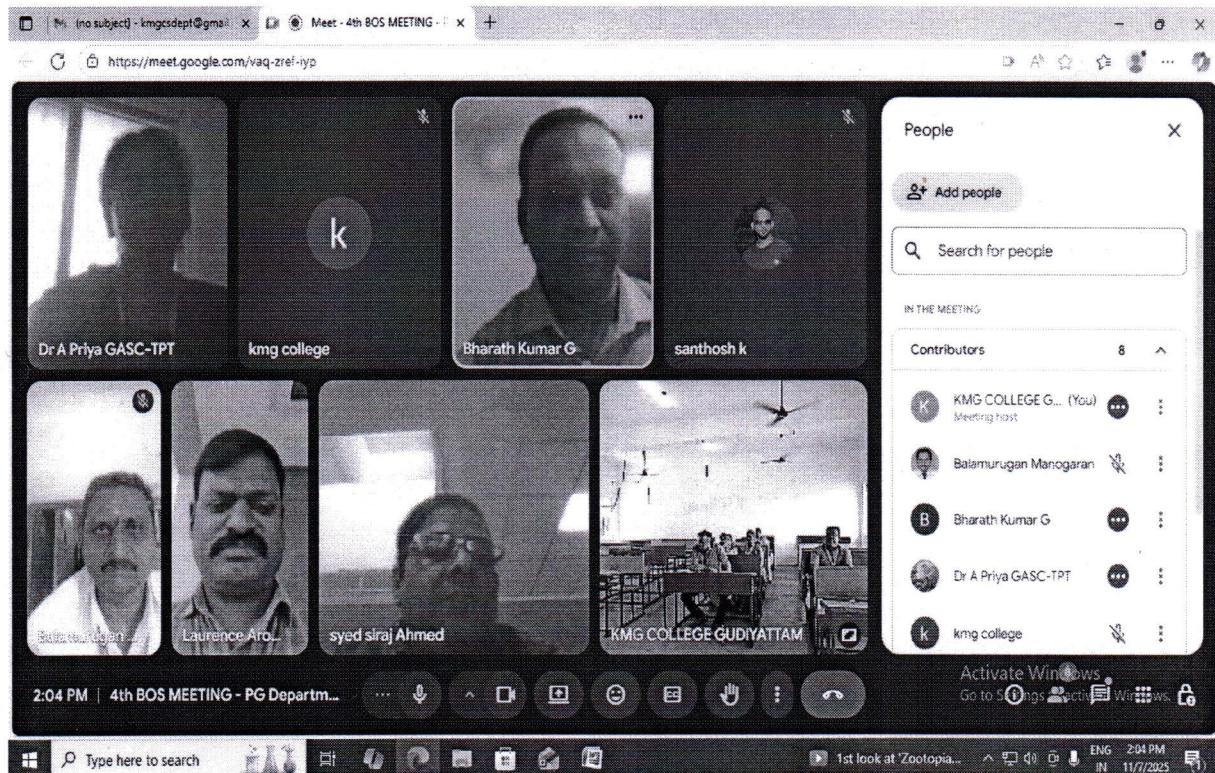 (no subject) - kmgcsdept@gmail
Meet - 4th BOS MEETING -
https://meet.google.com/vaq-zref-iyp
Dr A Priya GASC-TPT
k
kmg college
Bharath Kumar G
santhosh k
Laurence Aro...
syed siraj Ahmed
KMG COLLEGE GUDIYATTAM
People
Add people
Search for people
IN THE MEETING
Contributors 8
K KMG COLLEGE G... (You)
Meeting host
Balamurugan Manogaran
B Bharath Kumar G
Dr A Priya GASC-TPT
k kmg college
2:04 PM | 4th BOS MEETING - PG Departm...
Activate Windows
Go to
Type here to search
1st look at 'Zootopia...
ENG
IN
2:04 PM
11/7/2025